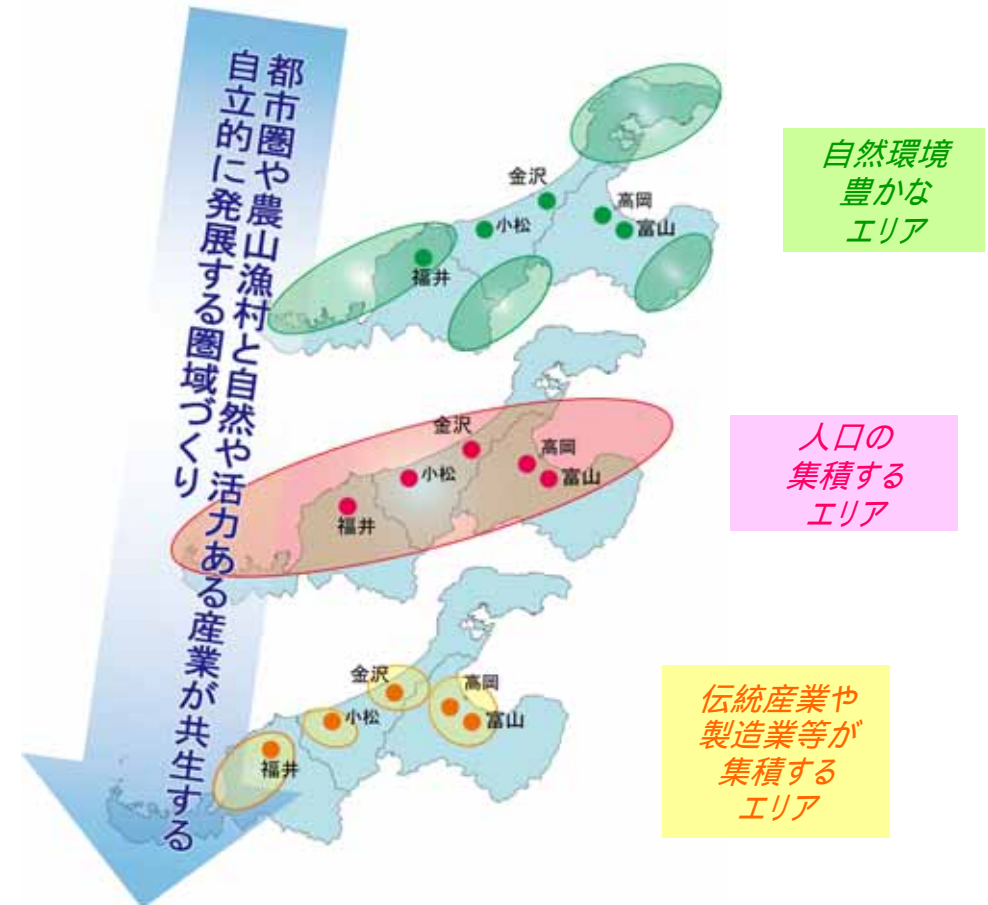 都市圏や農山漁村と自然や活力ある産業が共生する
自立的に発展する圏域づくり
金沢
高岡
小松
富山
福井
自然環境
豊かな
エリア
金沢
高岡
小松
富山
福井
人口の
集積する
エリア
金沢
高岡
小松
富山
福井
伝統産業や
製造業等が
集積する
エリア